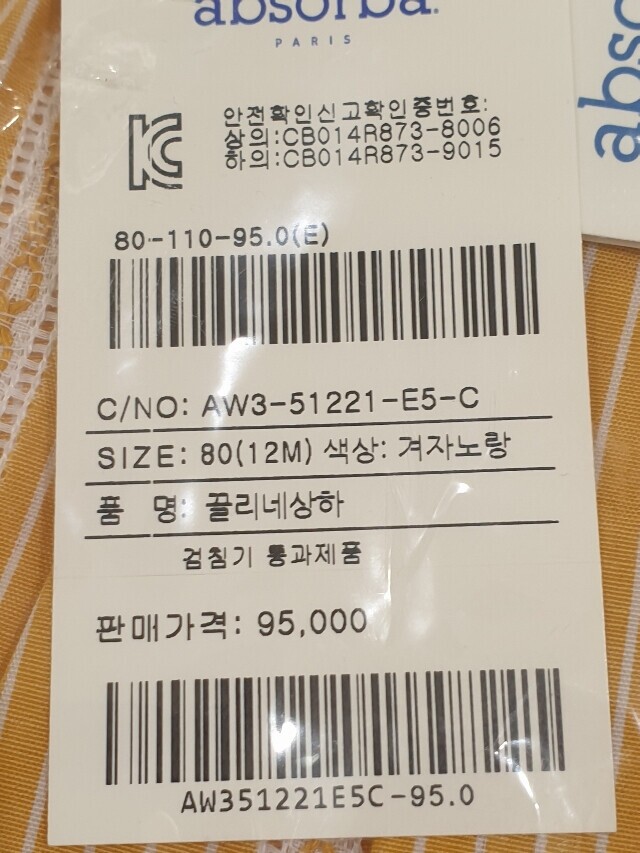 absorba.
PARIS
안전확인신고확인증번호:
상의:CB014R873-8006
하의:CB014R873-9015
80-110-95.0(E)
C/NO: AW3-51221-E5-C
SIZE: 80(12M) 색상: 겨자노랑
품 명: 끌리네상하
검침기 통과제품
판매가격: 95,000
AW351221E5C-95.0
abso